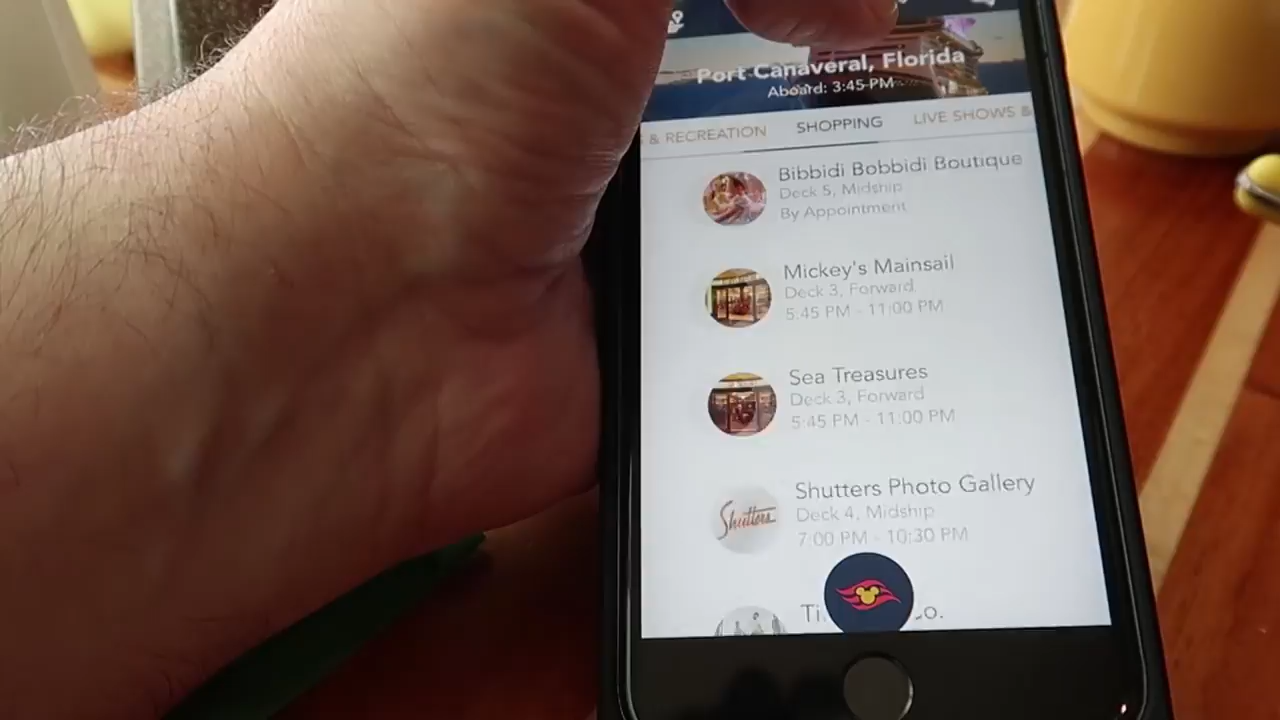 Port Canaveral, Florida
Aboard: 3:45 PM
& RECREATION SHOPPING LIVE SHOWS &
Bibbidi Bobbidi Boutique
Deck 5, Midship
By Appointment
Mickey's Mainsail
Deck 3, Forward
5:45 PM - 11:00 PM
Sea Treasures
Deck 3, Forward
5:45 PM - 11:00 PM
Shutters Photo Gallery
Shutters
Deck 4, Midship
7:00 PM - 10:30 PM